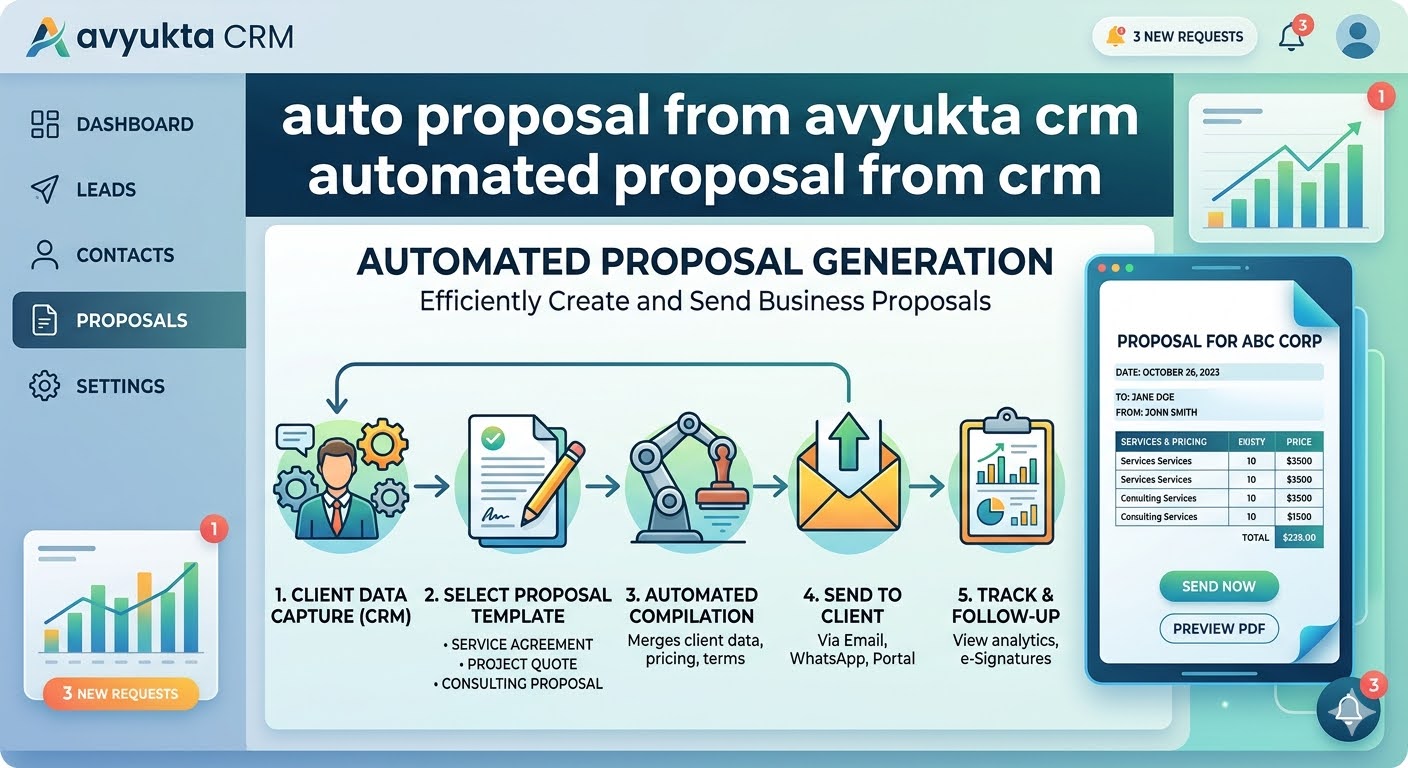 avyukta CRM
3 NEW REQUESTS
3
DASHBOARD
LEADS
CONTACTS
PROPOSALS
SETTINGS
1
3 NEW REQUESTS
auto proposal from avyukta crm
automated proposal from crm
AUTOMATED PROPOSAL GENERATION
Efficiently Create and Send Business Proposals
1. CLIENT DATA
CAPTURE (CRM)
2. SELECT PROPOSAL
TEMPLATE
• SERVICE AGREEMENT
• PROJECT QUOTE
• CONSULTING PROPOSAL
3. AUTOMATED
COMPILATION
Merges client data,
pricing, terms
4. SEND TO
CLIENT
Via Email,
WhatsApp, Portal
5. TRACK &
FOLLOW-UP
View analytics,
e-Signatures
1
PROPOSAL FOR ABC CORP
DATE: OCTOBER 26, 2023
TO: JANE DGE
FROM: JONN SMITH
SERVICES & PRICING PRICE
Services Services 10 $3500
Services Services 10 $3500
Consulting Services 10 $3500
Consulting Services 10 $1500
TOTAL
SEND NOW
PREVIEW PDF
3